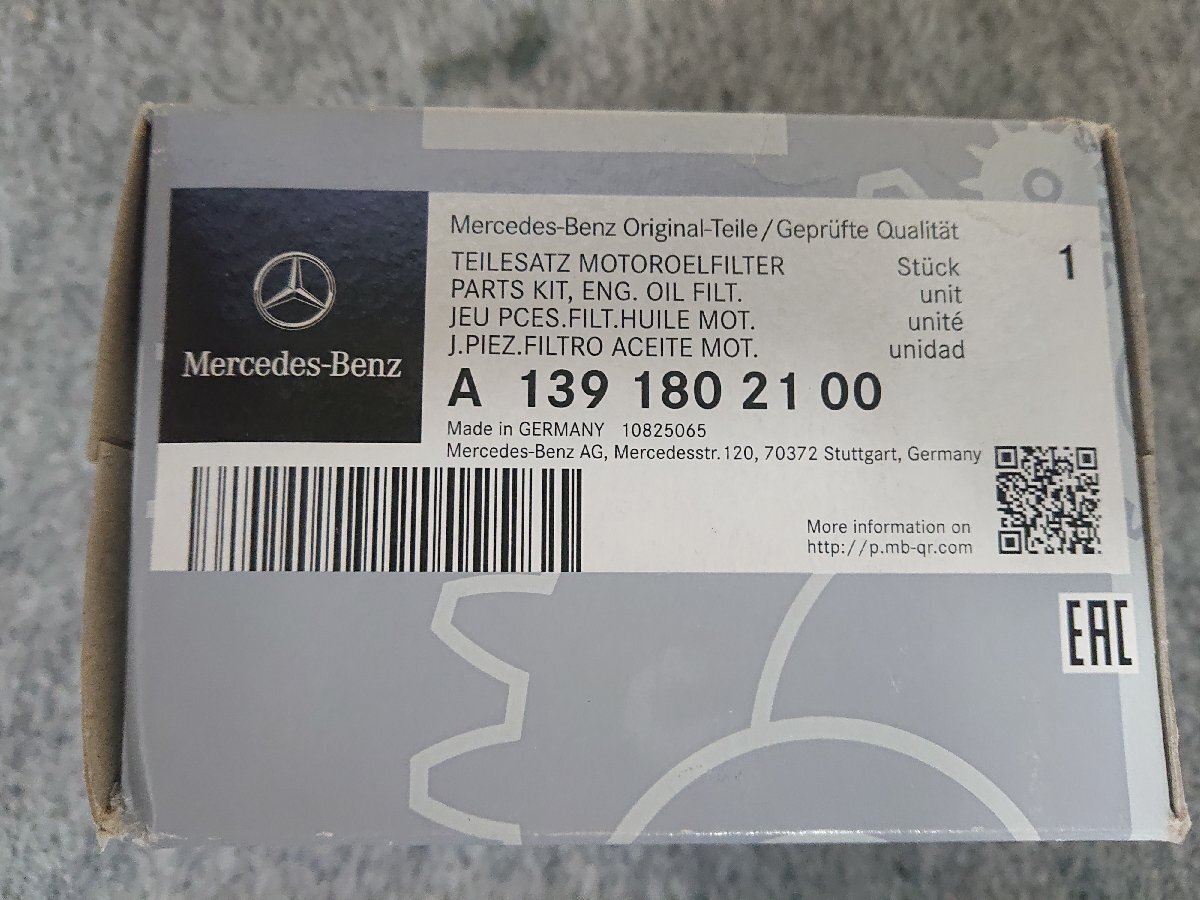 Mercedes-Benz
Mercedes-Benz Original-Teile/Geprüfte Qualität
TEILESATZ MOTOROELFILTER Stück 1
PARTS KIT, ENG. OIL FILT. unit
JEU PCES.FILT.HUILE MOT. unité
J.PIEZ.FILTRO ACEITE MOT. unidad
A 139 180 21 00
Made in GERMANY 10825065
Mercedes-Benz AG, Mercedesstr.120, 70372 Stuttgart, Germany
More information on
http://p.mb-qr.com
EAC